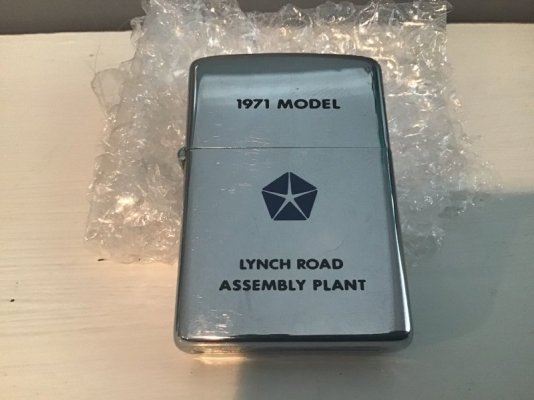 1971 MODEL
LYNCH ROAD
ASSEMBLY PLANT